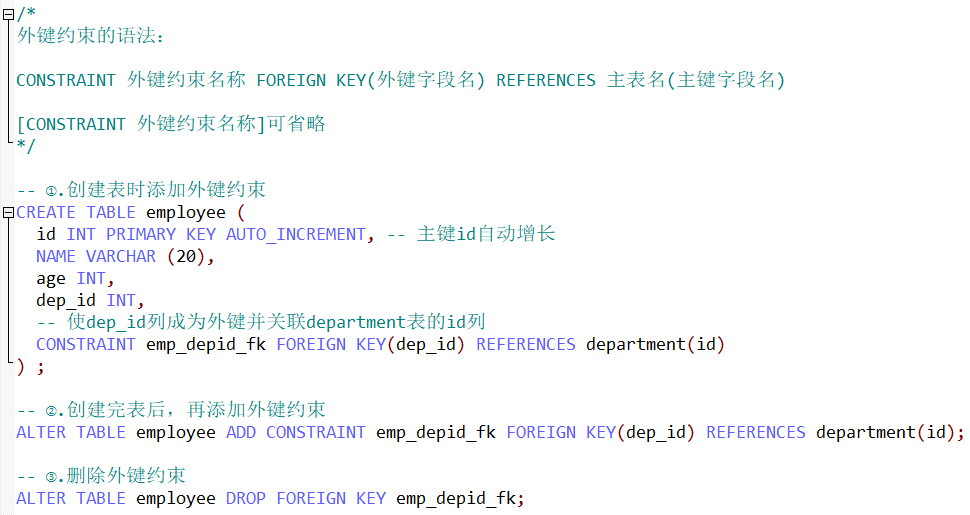 /*
外键约束的语法：
CONSTRAINT 外键约束名称 FOREIGN KEY(外键字段名) REFERENCES 主表名(主键字段名)
[CONSTRAINT 外键约束名称]可省略
*/
-- ①.创建表时添加外键约束
CREATE TABLE employee (
id INT PRIMARY KEY AUTO_INCREMENT, -- 主键id自动增长
NAME VARCHAR (20),
age INT,
dep_id INT,
-- 使dep_id列成为外键并关联department表的id列
CONSTRAINT emp_depid_fk FOREIGN KEY(dep_id) REFERENCES department(id)
) ;
-- ②.创建完表后，再添加外键约束
ALTER TABLE employee ADD CONSTRAINT emp_depid_fk FOREIGN KEY(dep_id) REFERENCES department(id);
-- ③.删除外键约束
ALTER TABLE employee DROP FOREIGN KEY emp_depid_fk;